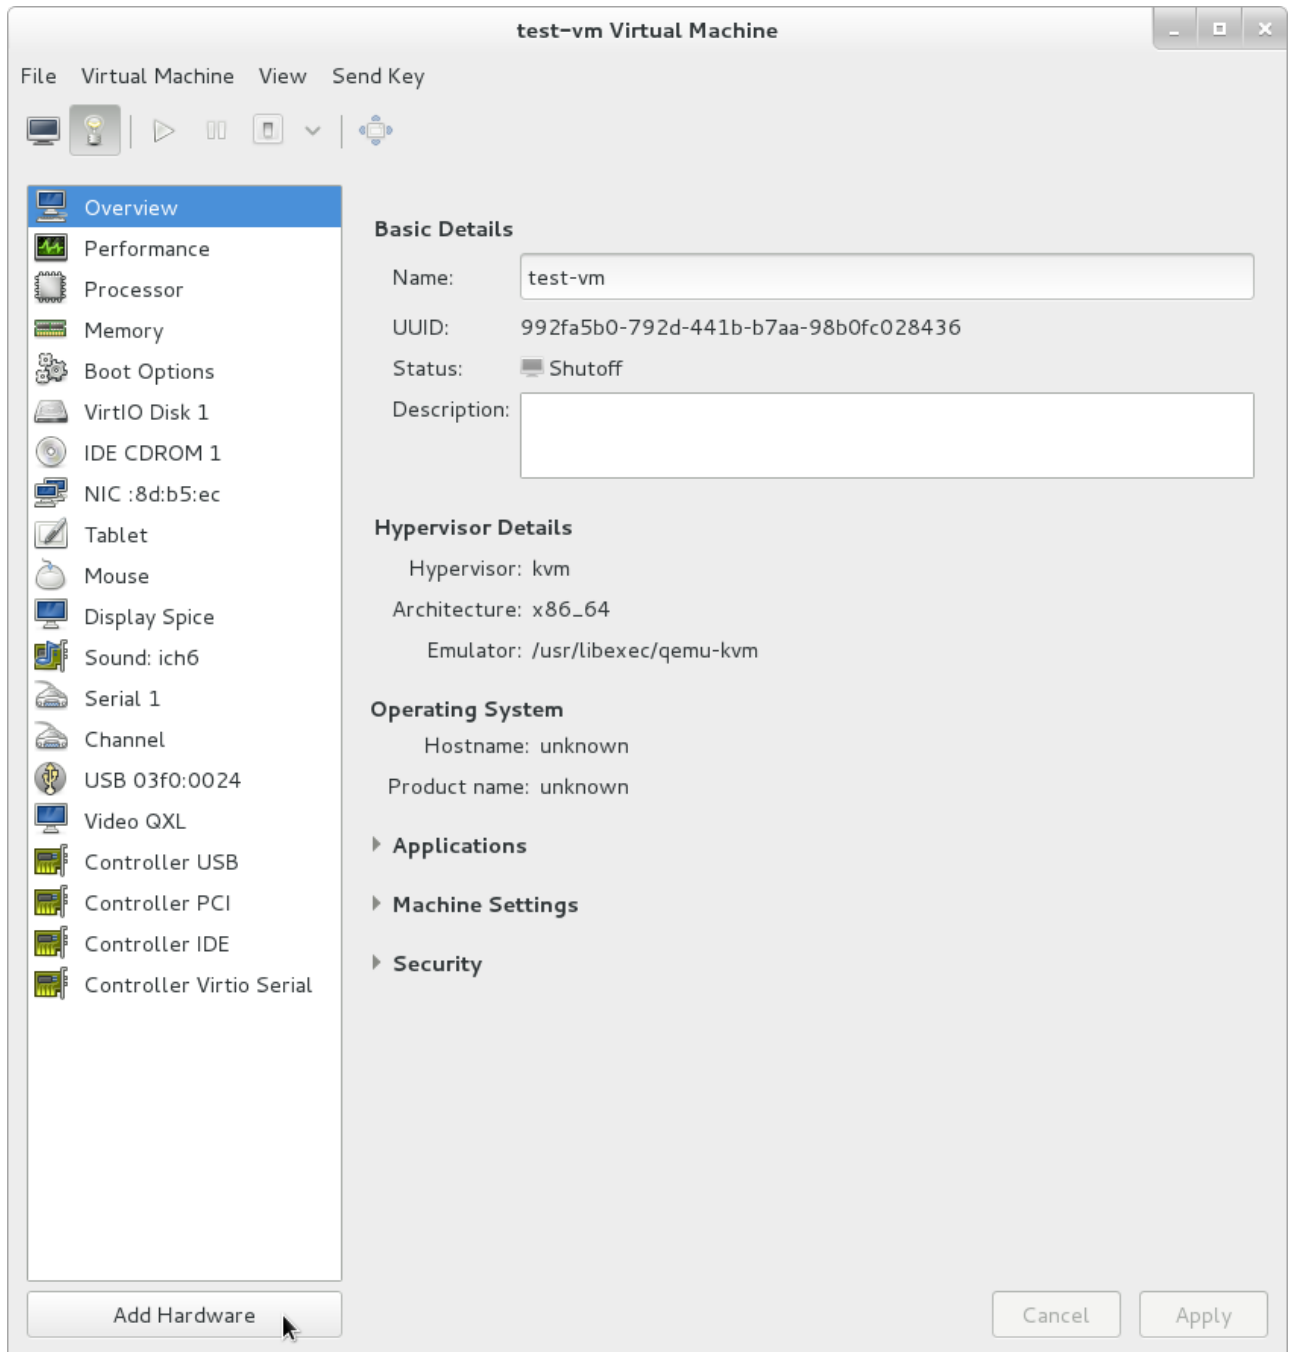 test-vm Virtual Machine
File Virtual Machine View Send Key
Overview
Performance
Processor
Memory
Boot Options
VirtIO Disk 1
IDE CDROM 1
NIC :8d:b5:ec
Tablet
Mouse
Display Spice
Sound: ich6
Serial 1
Channel
USB 03f0:0024
Video QXL
Controller USB
Controller PCI
Controller IDE
Controller Virtio Serial
Add Hardware
Basic Details
Name: test-vm
UUID: 992fa5b0-792d-441b-b7aa-98b0fc028436
Status: Shutoff
Description:
Hypervisor Details
Hypervisor: kvm
Architecture: x86_64
Emulator: /usr/libexec/qemu-kvm
Operating System
Hostname: unknown
Product name: unknown
Applications
Machine Settings
Security
Cancel Apply